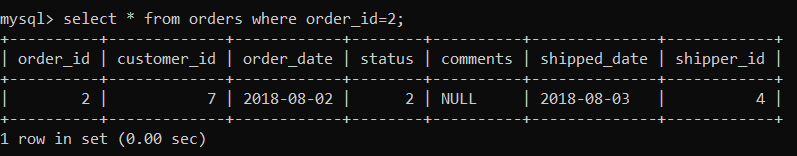 mysql> select * from orders where order_id=2;
+----------+-------------+------------+--------+----------+--------------+------------+
| order_id | customer_id | order_date | status | comments | shipped_date | shipper_id |
+----------+-------------+------------+--------+----------+--------------+------------+
|        2 |           7 | 2018-08-02 |      2 | NULL     | 2018-08-03   |          4 |
+----------+-------------+------------+--------+----------+--------------+------------+
1 row in set (0.00 sec)